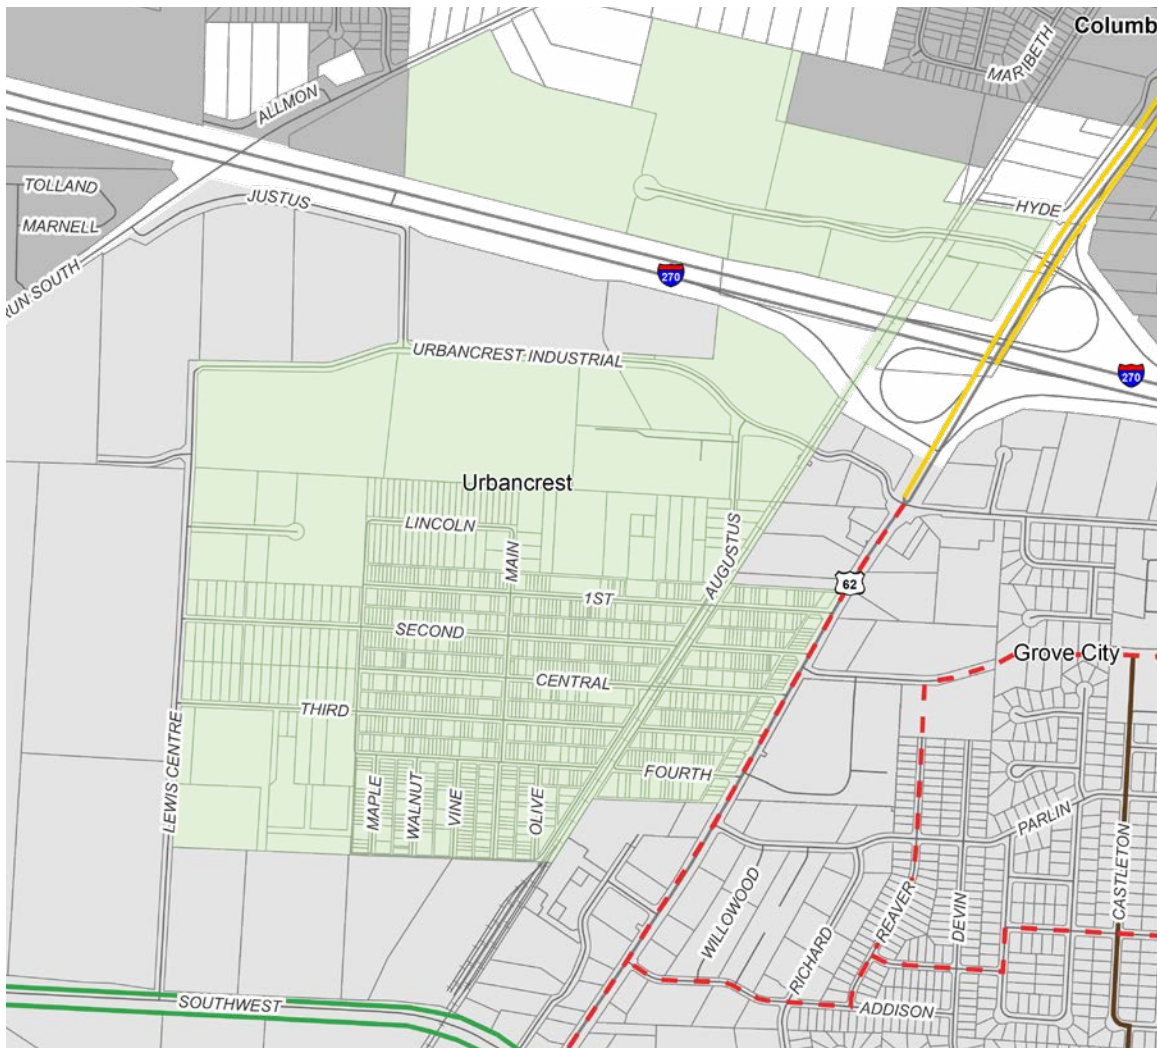 Columb
MARIBETH
ALLMON
TOLLAND
JUSTUS
HYDE
MARNELL
RUN SOUTH
270
URBANCREST INDUSTRIAL
270
Urbancrest
LINCOLN
AUGUSTUS
MAIN
62
1ST
SECOND
Grove City
CENTRAL
THIRD
LEWIS CENTRE
FOURTH
MAPLE
WALNUT
VINE
OLIVE
PARLIN
CASTLETON
WILLOWOOD
REAVER
DEVIN
RICHARD
SOUTHWEST
ADDISON